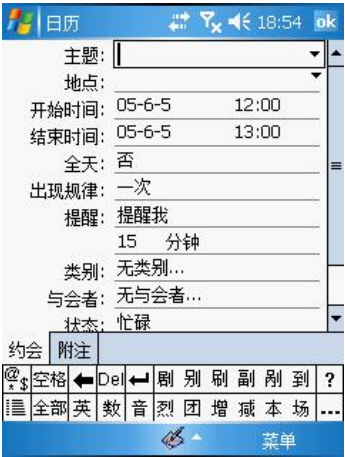 日历 18:54 ok
主题:
地点:
开始时间: 05-6-5 12:00
结束时间: 05-6-5 13:00
全天: 否
出现规律: 一次
提醒: 提醒我
15 分钟
类别: 无类别...
与会者: 无与会者...
状态: 忙碌
约会 附注
@*$ 空格 Del 剧 别 刷 副 剐 到 ?
全部 英 数 音 烈 团 增 减 本 场 ...
菜单